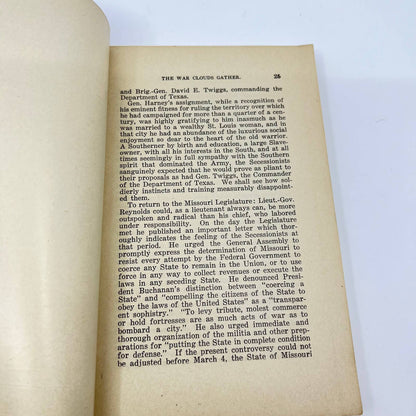 THE WAR CLOUDS GATHER. 25
and Brig.-Gen. David E. Twiggs, commanding the
Department of Texas.
Gen. Harney's assignment, while a recognition of
his eminent fitness for ruling the territory over which
he had campaigned for more than a quarter of a cen-
tury, was highly gratifying to him inasmuch as he
was married to a wealthy St. Louis woman, and in
that city he had an abundance of the luxurious social
enjoyment so dear to the heart of the old warrior.
A Southerner by birth and education, a large Slave-
owner, with all his interests in the South, and at all
times seemingly in full sympathy with the Southern
spirit that dominated the Army, the Secessionists
sanguinely expected that he would prove as pliant to
their proposals as had Gen. Twiggs, the Commander
of the Department of Texas. We shall see how sol-
dierly instincts and training measurably disappoint-
ed them.
To return to the Missouri Legislature: Lieut.-Gov.
Reynolds could, as a lieutenant always can, be more
outspoken and radical than his chief, who labored
under responsibility. On the day the Legislature
met he published an important letter which thor-
oughly indicates the feeling of the Secessionists at
that period. He urged the General Assembly to
promptly express the determination of Missouri to
resist every attempt by the Federal Government to
coerce any State to remain in the Union, or to use
force in any way to collect revenues or execute the
laws in any seceding State. He denounced Presi-
dent Buchanan's distinction between "coercing a
State" and "compelling the citizens of the State to
obey the laws of the United States" as a "transpar-
ent sophistry." "To levy tribute, molest commerce
or hold fortresses are as much acts of war as to
bombard a city." He also urged immediate and
thorough organization of the militia and other prep-
arations for "putting the State in complete condition
for defense." If the present controversy could not
be adjusted before March 4, the State of Missouri